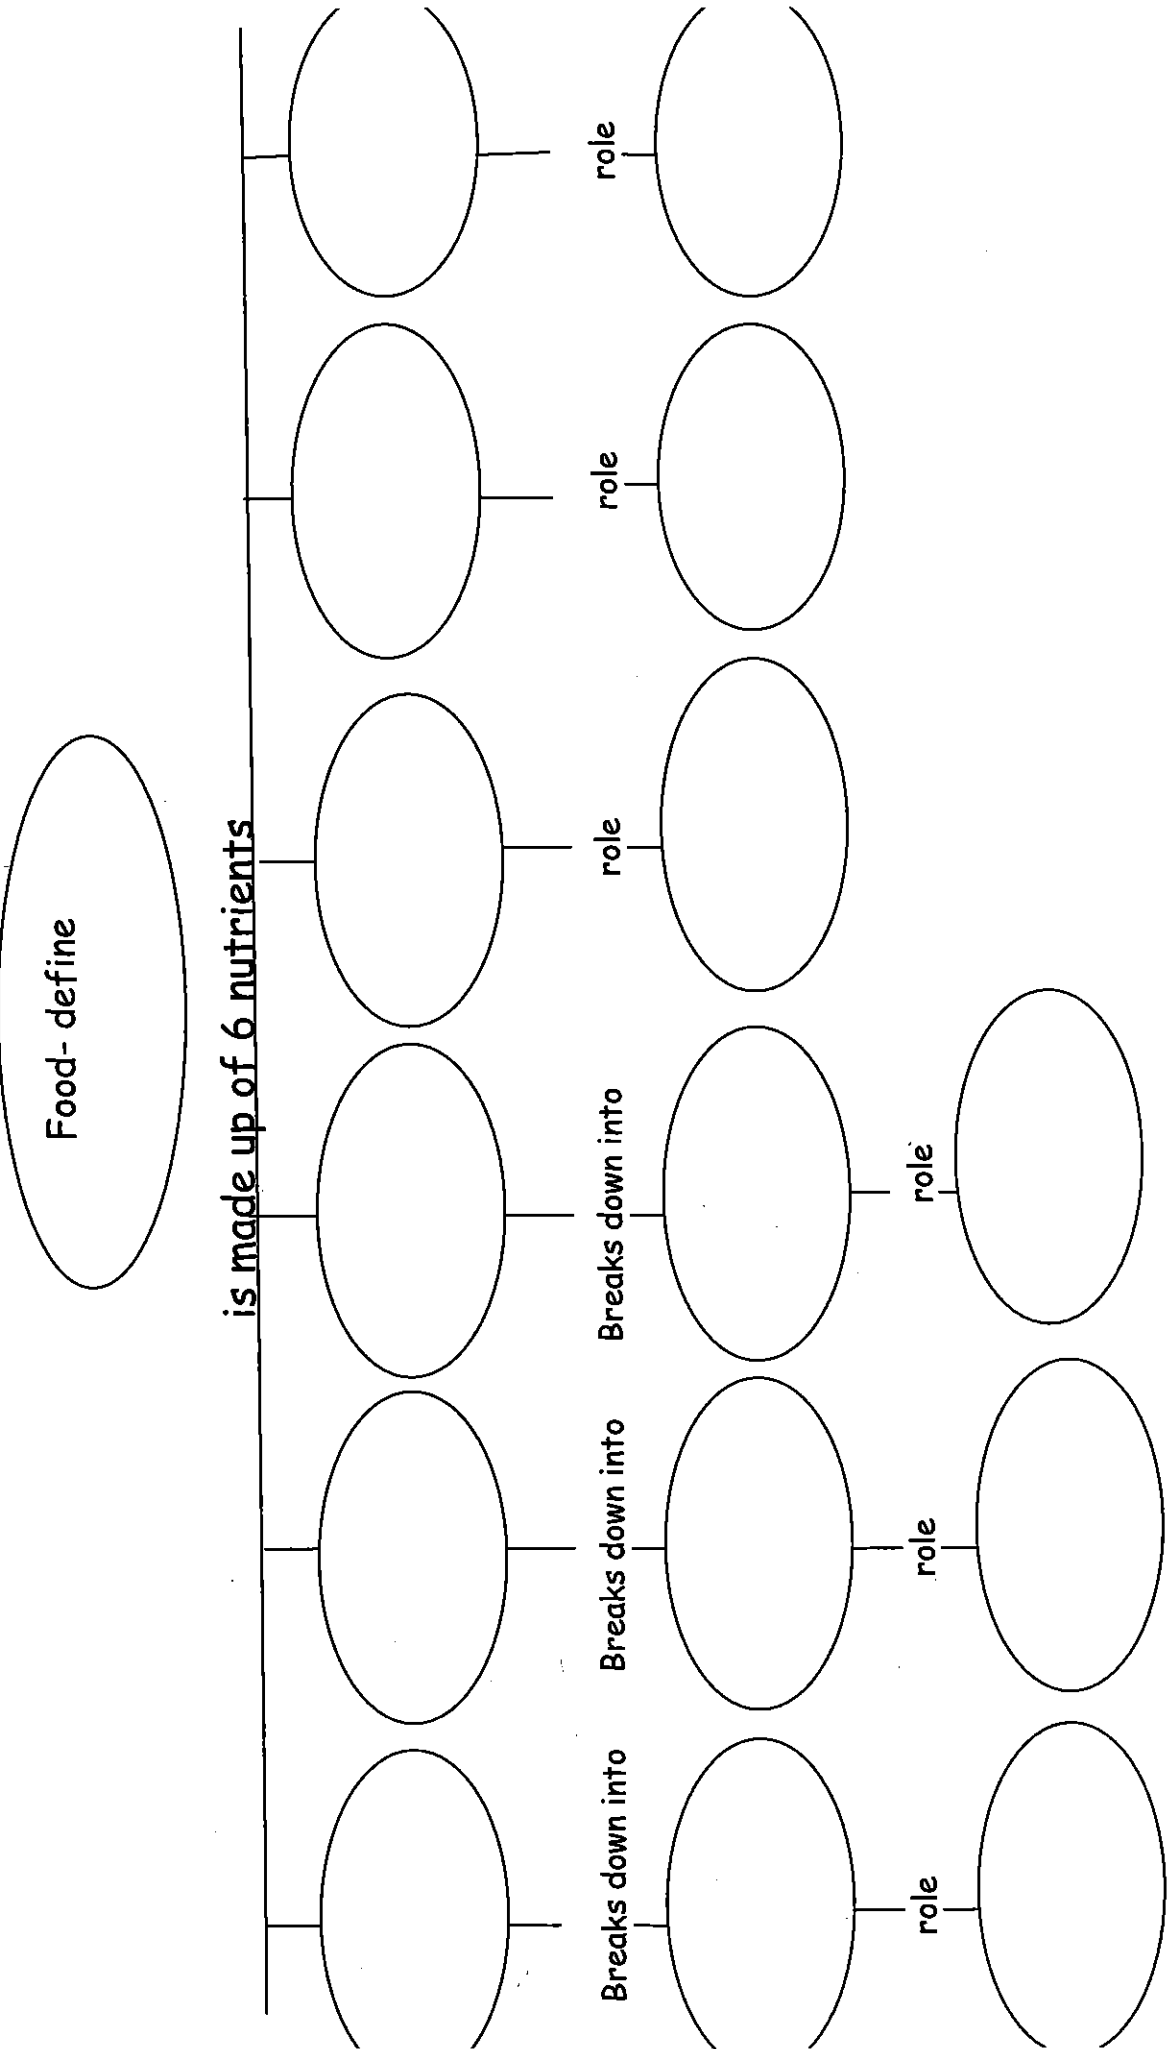 Food- define
is made up of 6 nutrients
Breaks down into
Breaks down into
Breaks down into
role
role
role
role
role
role